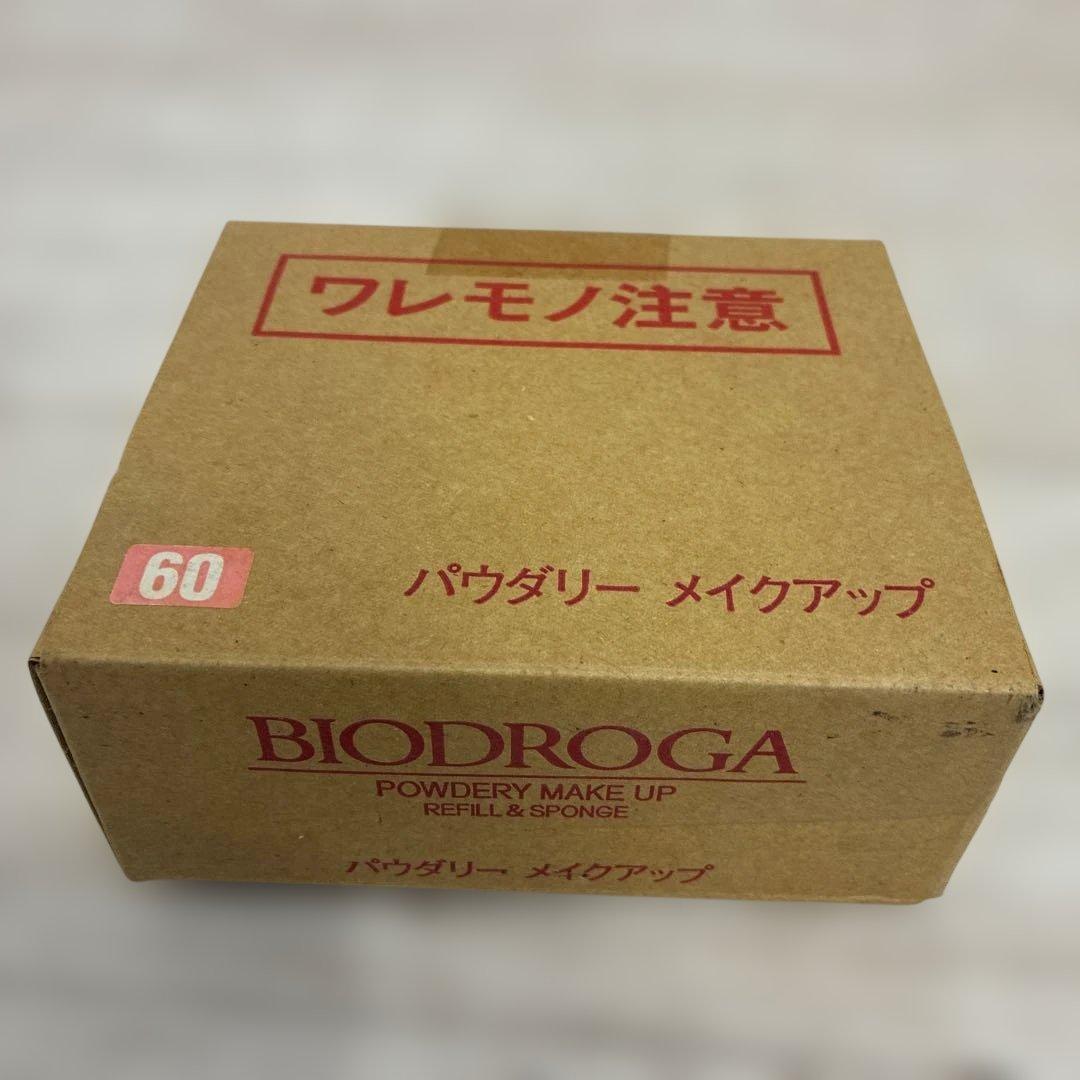 ワレモノ注意
60
パウダリー メイクアップ
BIODROGA
POWDERY MAKE UP
REFILL & SPONGE
パウダリー メイクアップ